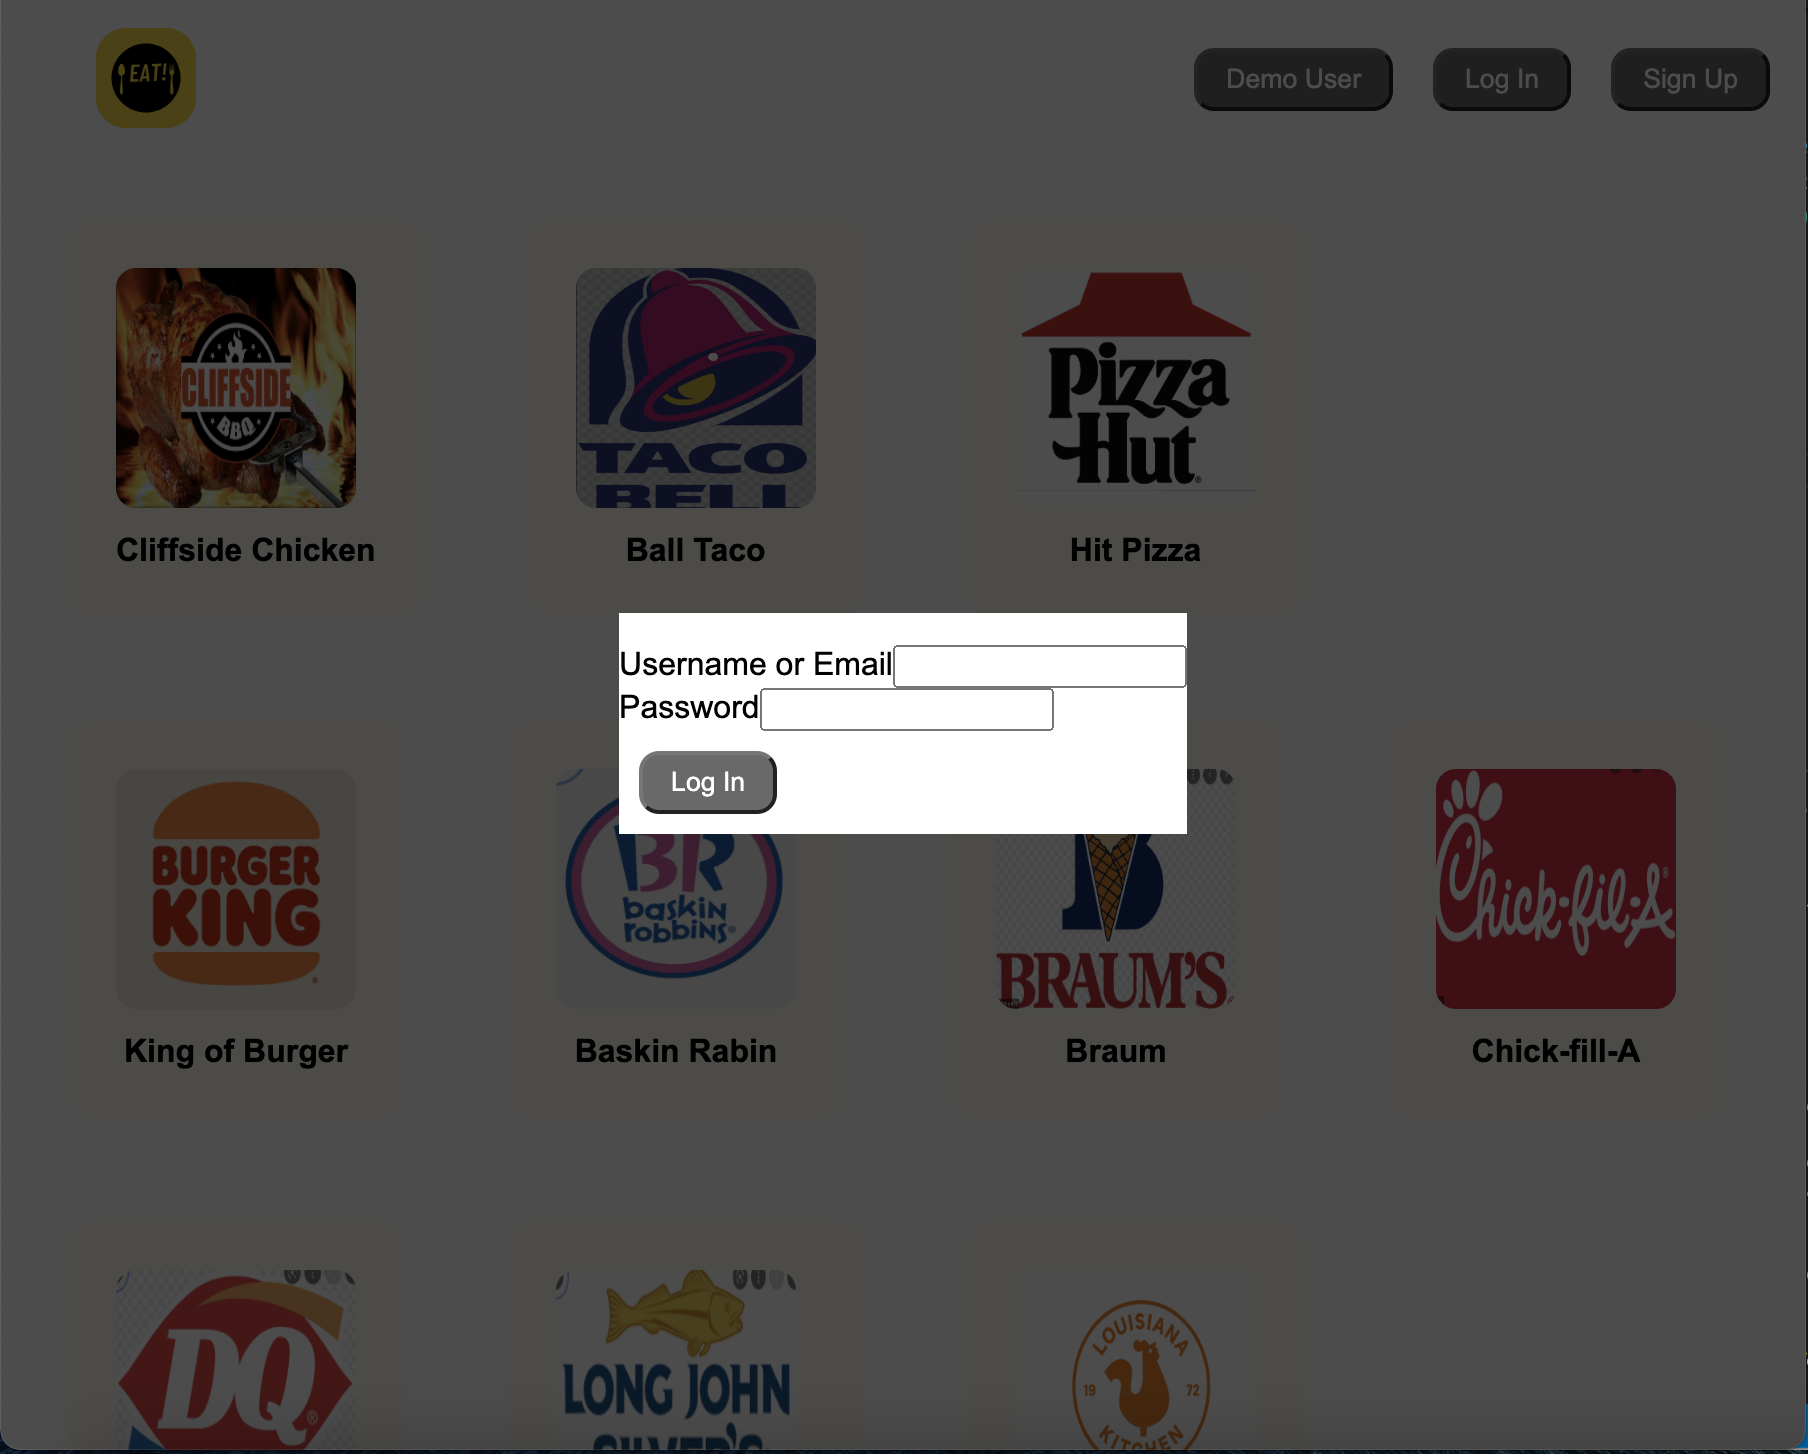 EAT!
Demo User
Log In
Sign Up
CLIFFSIDE
BBQ
TACO
BELL
Pizza
Hut
Cliffside Chicken
Ball Taco
Hit Pizza
Username or Email
Password
Log In
BURGER
KING
BR
baskin
robbins®
B
BRAUM'S
Chick-fil-A®
King of Burger
Baskin Rabin
Braum
Chick-fill-A
DQ®
LONG JOHN
SILVER'S
LOUISIANA
19 72
KITCHEN